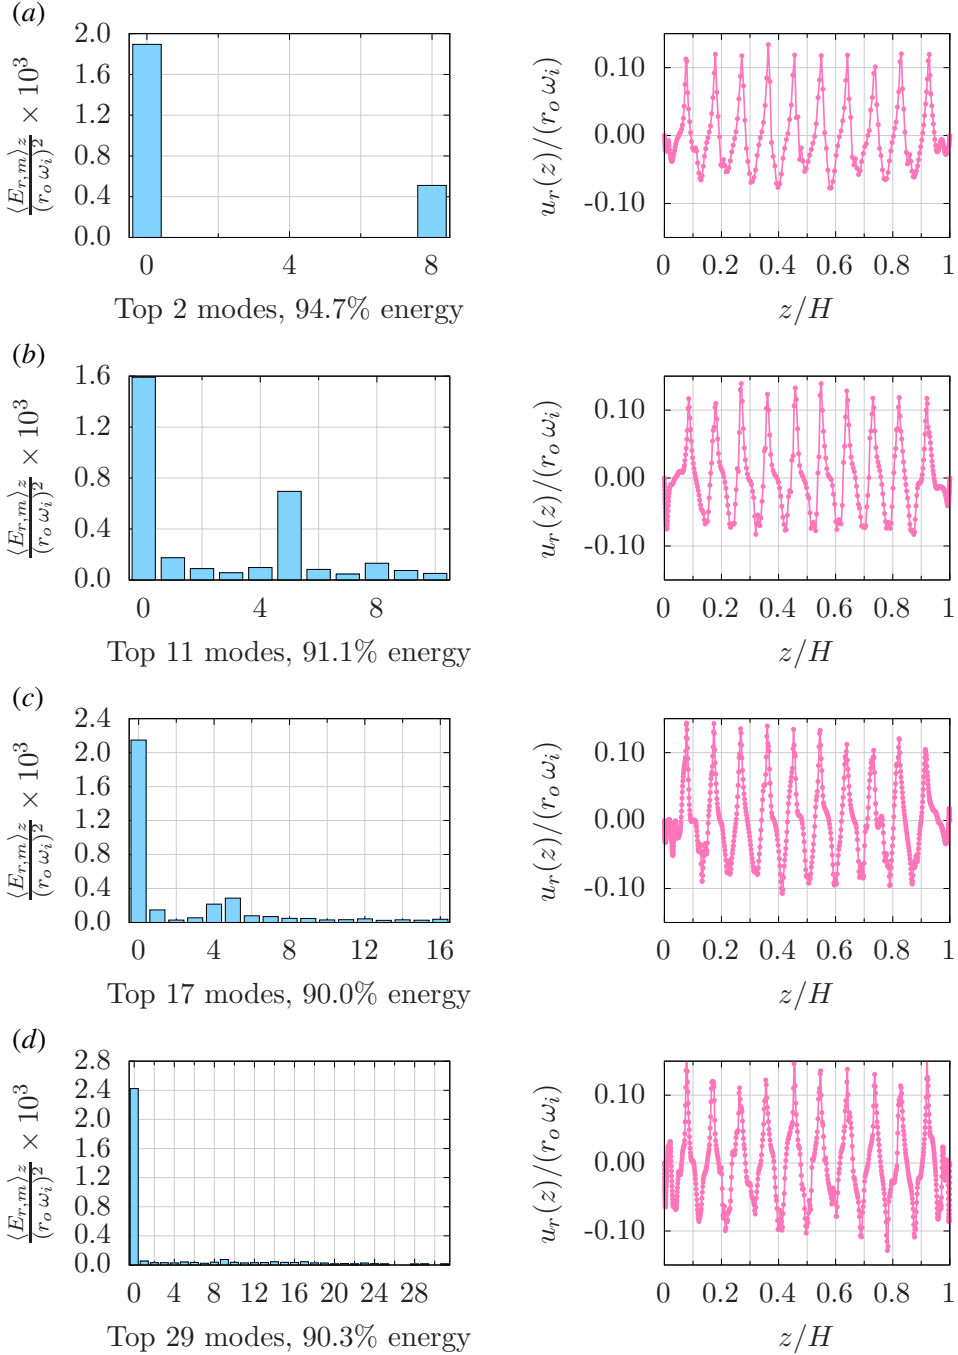 (a)
2.0
1.6
1.2
0.8
0.4
0.0
⟨E_{r,m}⟩_z / (r_o ω_i)^2 × 10^3
0 4 8
Top 2 modes, 94.7% energy
0.10
0.00
-0.10
u_r(z)/(r_o ω_i)
0 0.2 0.4 0.6 0.8 1
z/H
(b)
1.6
1.2
0.8
0.4
0.0
⟨E_{r,m}⟩_z / (r_o ω_i)^2 × 10^3
0 4 8
Top 11 modes, 91.1% energy
0.10
0.00
-0.10
u_r(z)/(r_o ω_i)
0 0.2 0.4 0.6 0.8 1
z/H
(c)
2.4
2.0
1.6
1.2
0.8
0.4
0.0
⟨E_{r,m}⟩_z / (r_o ω_i)^2 × 10^3
0 4 8 12 16
Top 17 modes, 90.0% energy
0.10
0.00
-0.10
u_r(z)/(r_o ω_i)
0 0.2 0.4 0.6 0.8 1
z/H
(d)
2.8
2.4
2.0
1.6
1.2
0.8
0.4
0.0
⟨E_{r,m}⟩_z / (r_o ω_i)^2 × 10^3
0 4 8 12 16 20 24 28
Top 29 modes, 90.3% energy
0.10
0.00
-0.10
u_r(z)/(r_o ω_i)
0 0.2 0.4 0.6 0.8 1
z/H